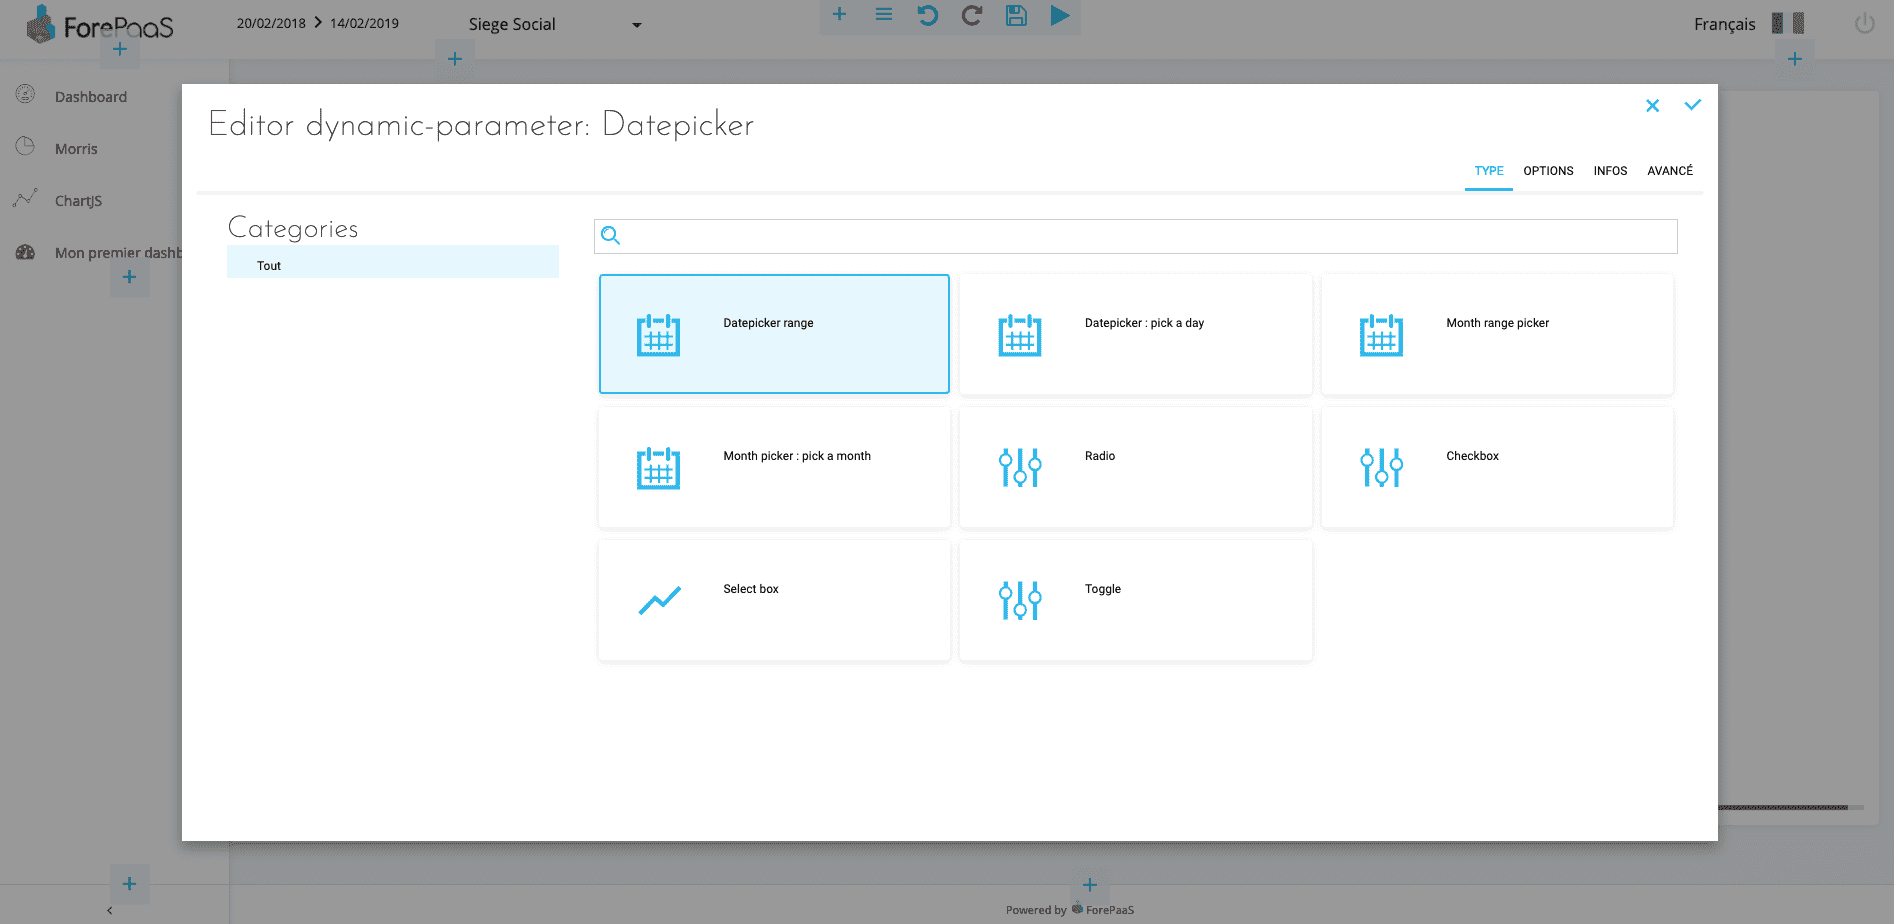 ForePaaS
20/02/2018 14/02/2019
Siege Social
Français
Dashboard
Morris
ChartJS
Mon premier dashb
Editor dynamic-parameter: Datepicker
TYPE OPTIONS INFOS AVANCÉ
Categories
Tout
Datepicker range
Datepicker : pick a day
Month range picker
Month picker : pick a month
Radio
Checkbox
Select box
Toggle
Powered by ForePaaS